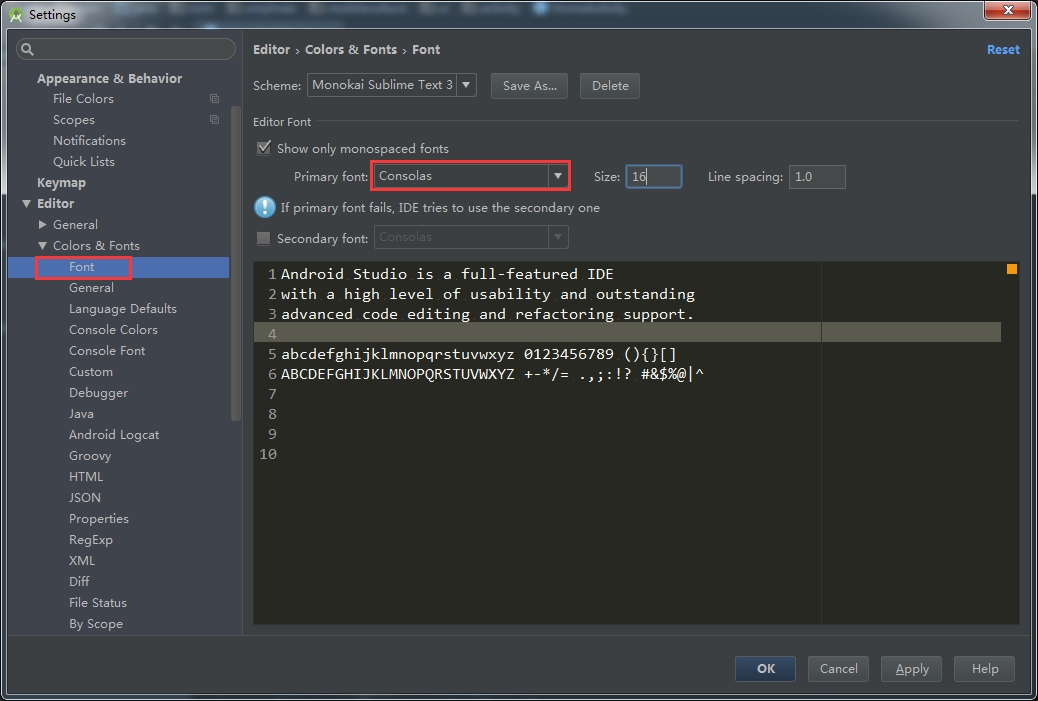 Settings
Appearance & Behavior
File Colors
Scopes
Notifications
Quick Lists
Keymap
Editor
General
Colors & Fonts
Font
General
Language Defaults
Console Colors
Console Font
Custom
Debugger
Java
Android Logcat
Groovy
HTML
JSON
Properties
RegExp
XML
Diff
File Status
By Scope
Editor › Colors & Fonts › Font
Reset
Scheme: Monokai Sublime Text 3 Save As... Delete
Editor Font
Show only monospaced fonts
Primary font: Consolas Size: 16 Line spacing: 1.0
If primary font fails, IDE tries to use the secondary one
Secondary font: Consolas
1 Android Studio is a full-featured IDE
2 with a high level of usability and outstanding
3 advanced code editing and refactoring support.
4
5 abcdefghijklmnopqrstuvwxyz 0123456789 (){}[]
6 ABCDEFGHIJKLMNOPQRSTUVWXYZ +-*/= .,;:!? #&$%@|^
7
8
9
10
OK Cancel Apply Help